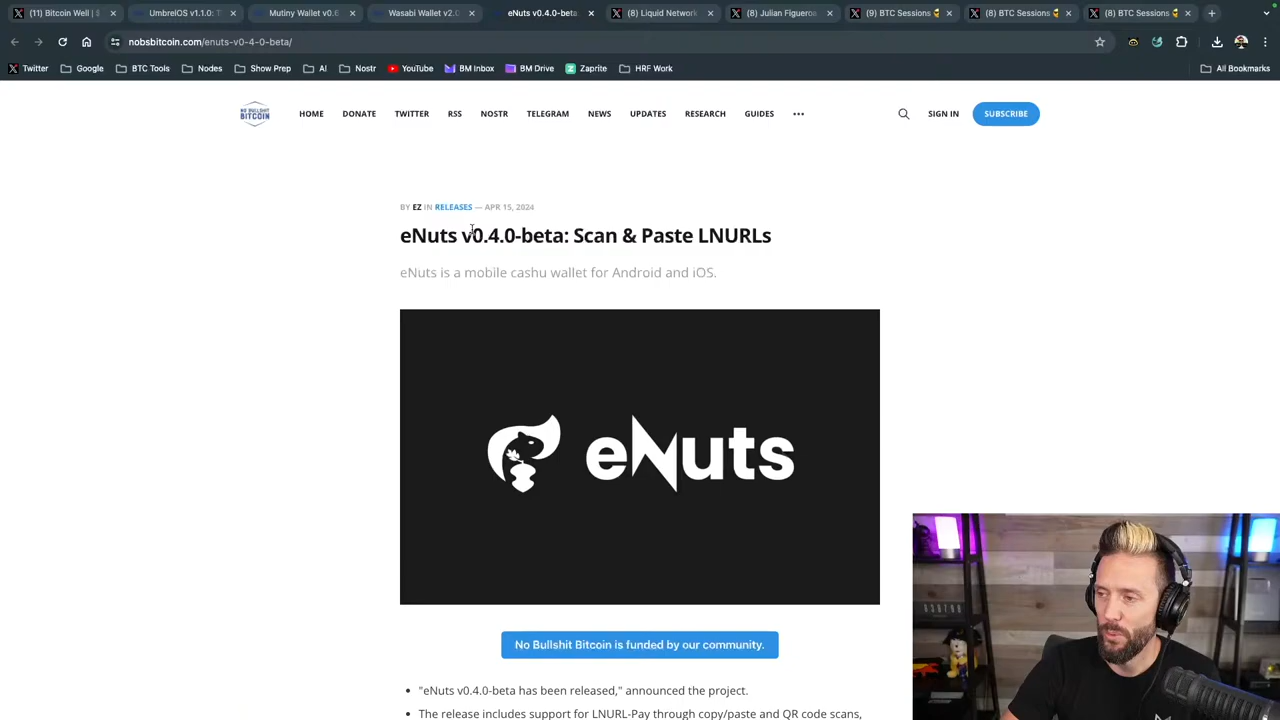 (11) Bitcoin Well | $
UmbrelOS v1.1.0: T
Mutiny Wallet v0.6
Wasabi Wallet v2.0
eNuts v0.4.0-beta:
(8) Liquid Network
(8) Julian Figueroa
(9) BTC Sessions
(8) BTC Sessions
(8) BTC Sessions
nobsbitcoin.com/enuts-v0-4-0-beta/
Twitter
Google
BTC Tools
Nodes
Show Prep
AI
Nostr
BM Inbox
BM Drive
Zaprite
HRF Work
All Bookmarks
NO BULLSHIT
BITCOIN
HOME
DONATE
TWITTER
RSS
NOSTR
TELEGRAM
NEWS
UPDATES
RESEARCH
GUIDES
SIGN IN
SUBSCRIBE
BY EZ IN RELEASES — APR 15, 2024
eNuts v0.4.0-beta: Scan & Paste LNURLs
eNuts is a mobile cashu wallet for Android and iOS.
eNuts
No Bullshit Bitcoin is funded by our community.
• "eNuts v0.4.0-beta has been released," announced the project.
• The release includes support for LNURL-Pay through copy/paste and QR code scans,